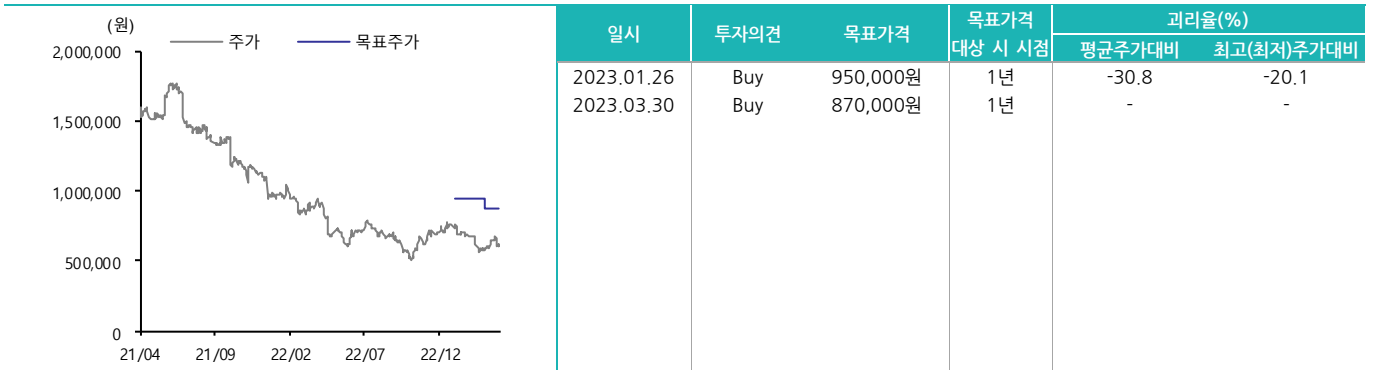 (원)
주가 목표주가
2,000,000
1,500,000
1,000,000
500,000
0
21/04 21/09 22/02 22/07 22/12
일시 투자의견 목표가격 목표가격 대상 시 시점 괴리율(%)
평균주가대비 최고(최저)주가대비
2023.01.26 Buy 950,000원 1년 -30.8 -20.1
2023.03.30 Buy 870,000원 1년 - -